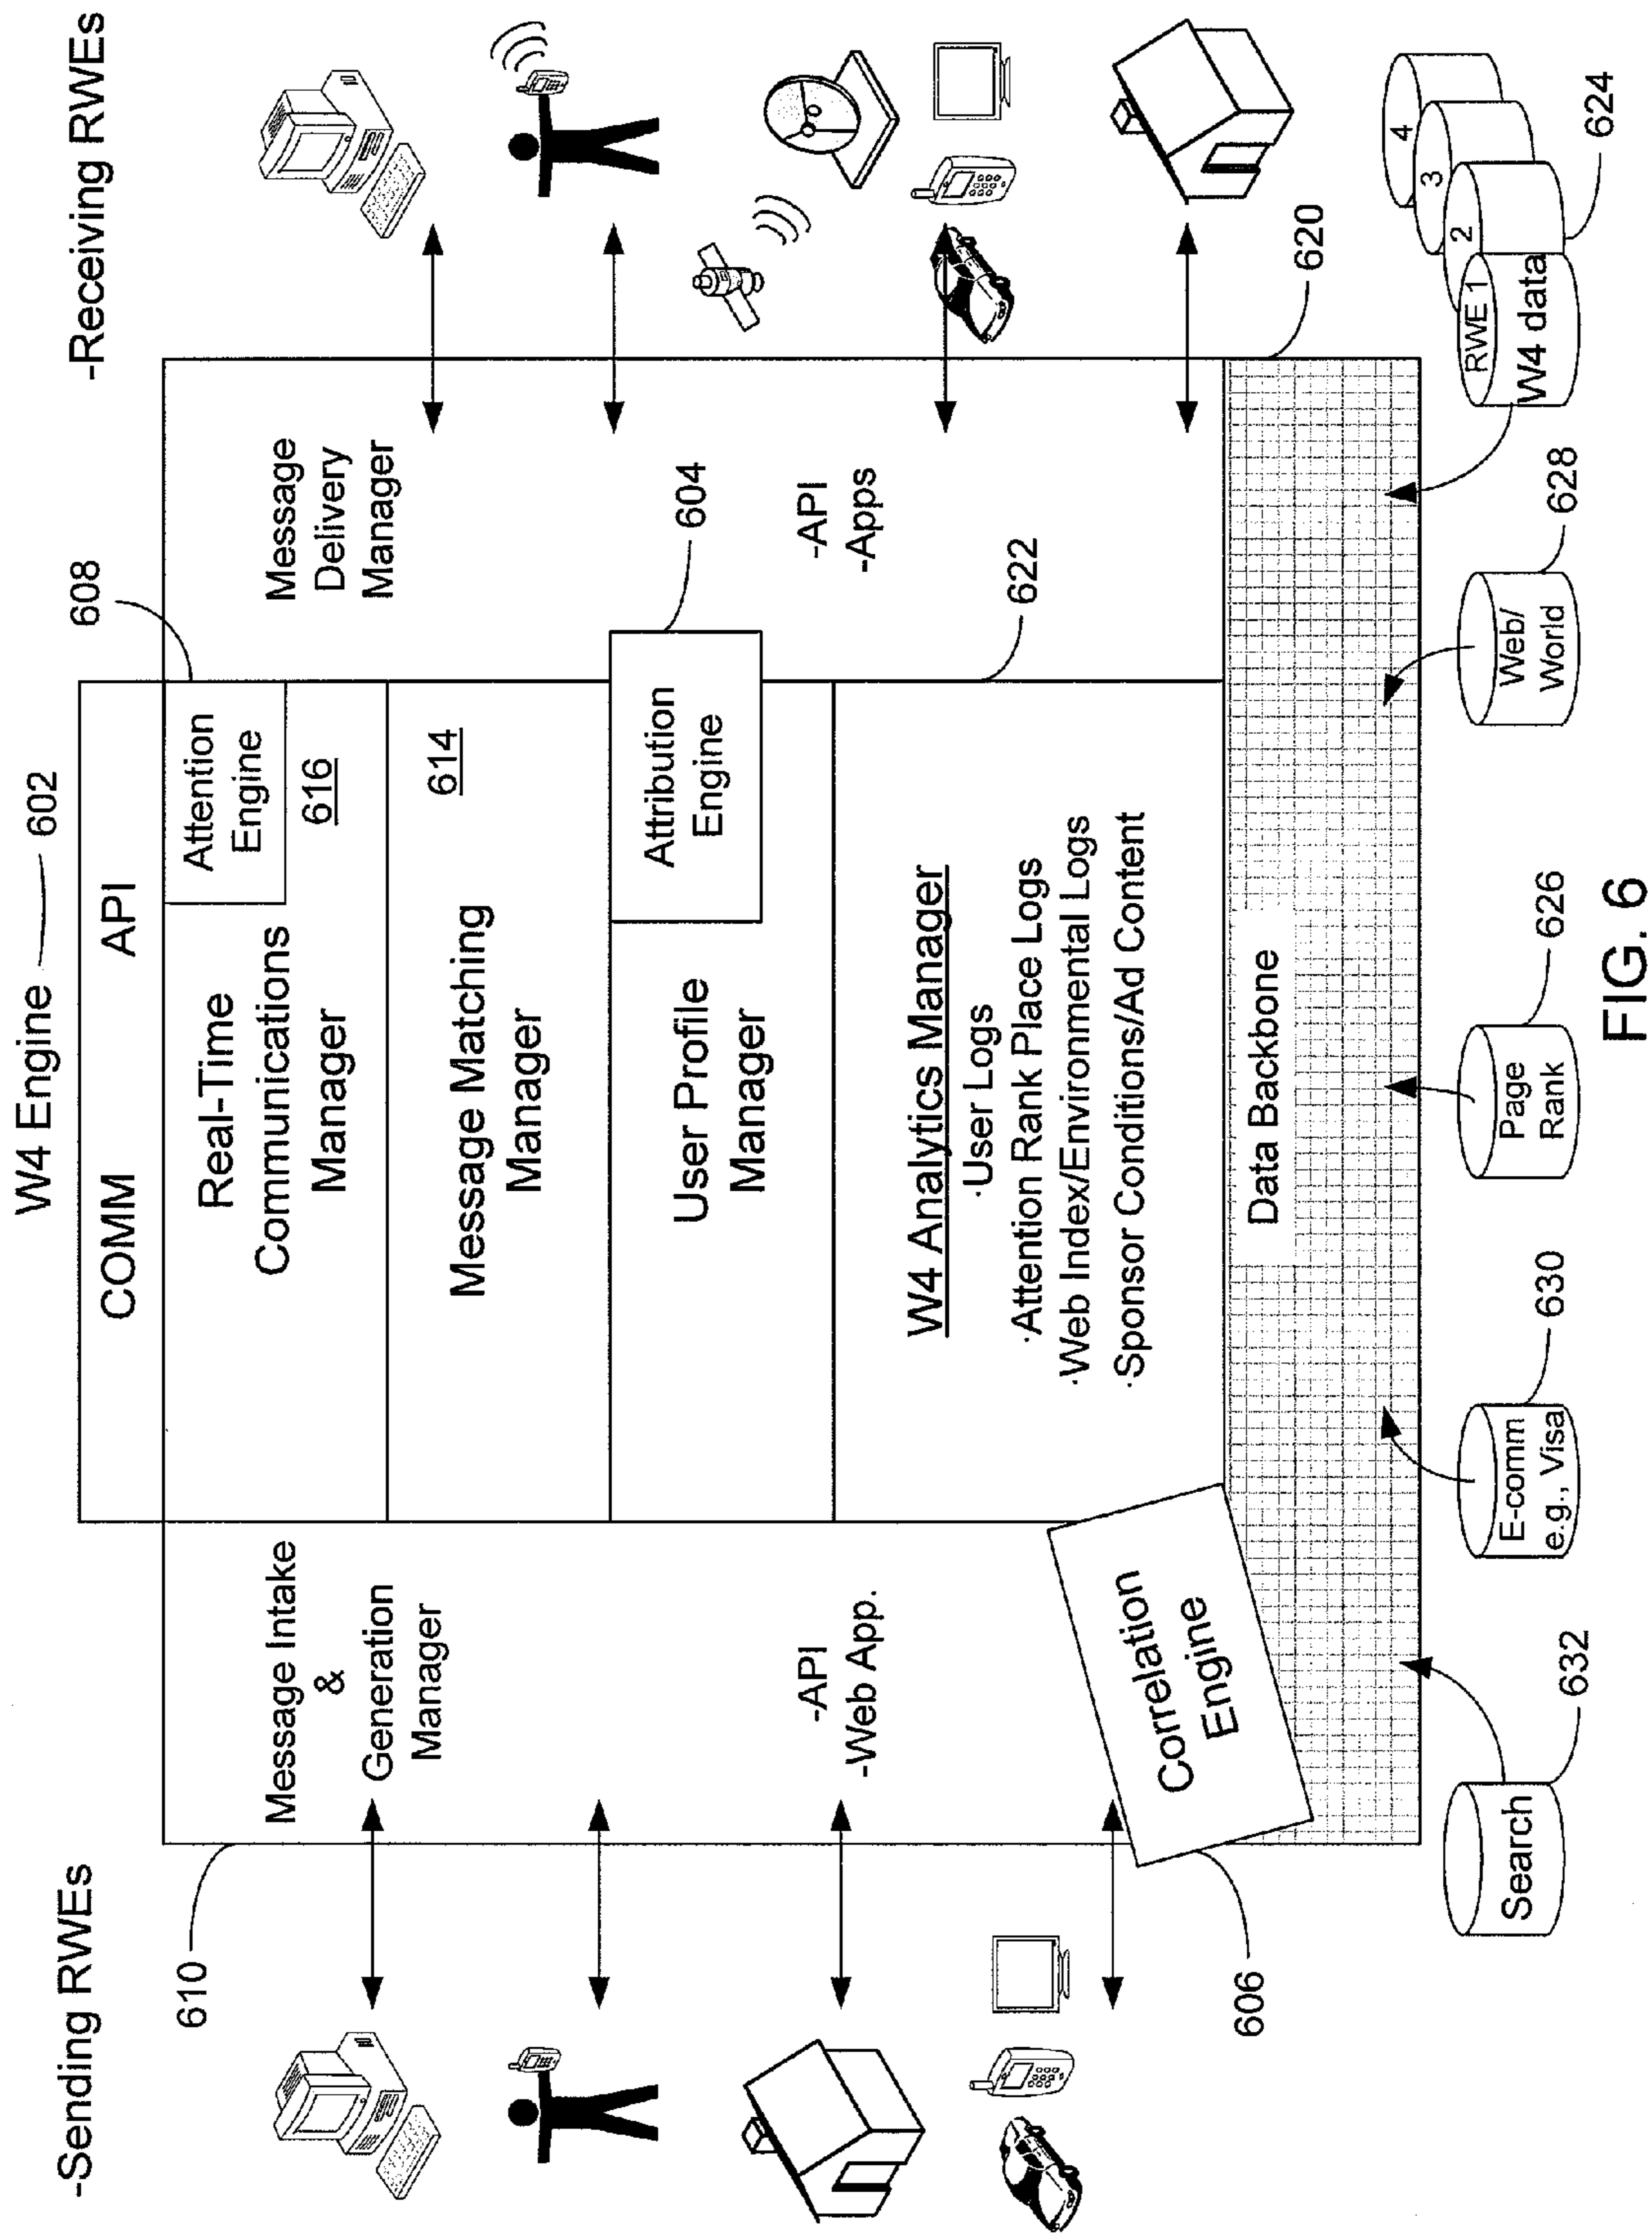 W4 Engine 602
-Sending RWEs
-Receiving RWEs
610
608
COMM API
Message Intake
&
Generation
Manager
-API
-Web App.
Real-Time
Communications
Manager
Attention
Engine
616
Message Matching
Manager
614
User Profile
Manager
Attribution
Engine
604
W4 Analytics Manager
·User Logs
·Attention Rank Place Logs
·Web Index/Environmental Logs
·Sponsor Conditions/Ad Content
622
Message
Delivery
Manager
-API
-Apps
Correlation
Engine
606
Data Backbone
620
Search
632
E-comm
e.g., Visa
630
Page
Rank
626
Web/
World
628
RWE 1
W4 data
2
3
4
624
FIG. 6